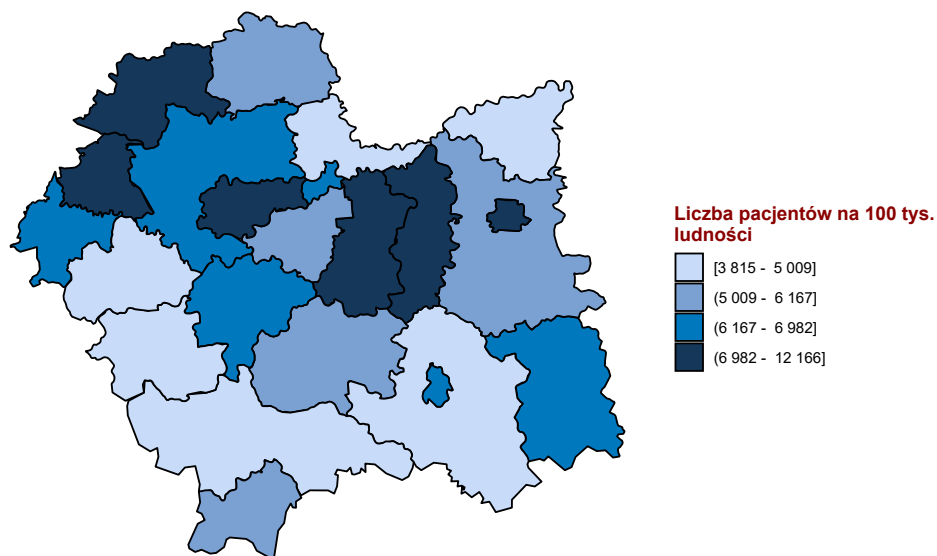 Liczba pacjentów na 100 tys.
ludności
[3 815 - 5 009]
(5 009 - 6 167]
(6 167 - 6 982]
(6 982 - 12 166]